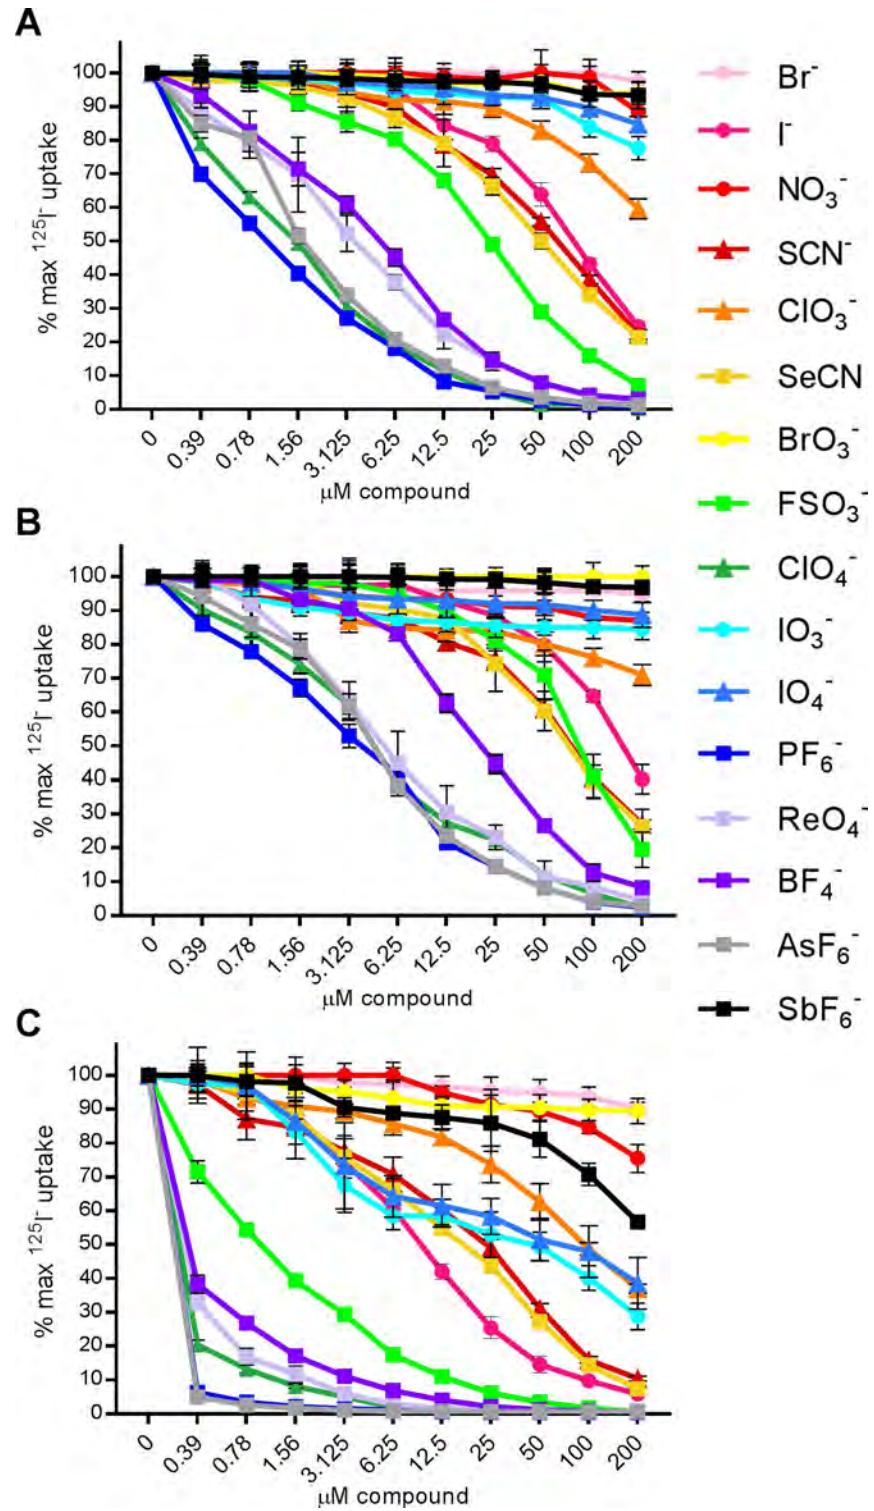 A
% max ¹²⁵I⁻ uptake
100
90
80
70
60
50
40
30
20
10
0
0 0.39 0.78 1.56 3.125 6.25 12.5 25 50 100 200
μM compound
B
% max ¹²⁵I⁻ uptake
100
90
80
70
60
50
40
30
20
10
0
0 0.39 0.78 1.56 3.125 6.25 12.5 25 50 100 200
μM compound
C
% max ¹²⁵I⁻ uptake
100
90
80
70
60
50
40
30
20
10
0
0 0.39 0.78 1.56 3.125 6.25 12.5 25 50 100 200
μM compound
Br⁻
I⁻
NO₃⁻
SCN⁻
ClO₃⁻
SeCN
BrO₃⁻
FSO₃⁻
ClO₄⁻
IO₃⁻
IO₄⁻
PF₆⁻
ReO₄⁻
BF₄⁻
AsF₆⁻
SbF₆⁻